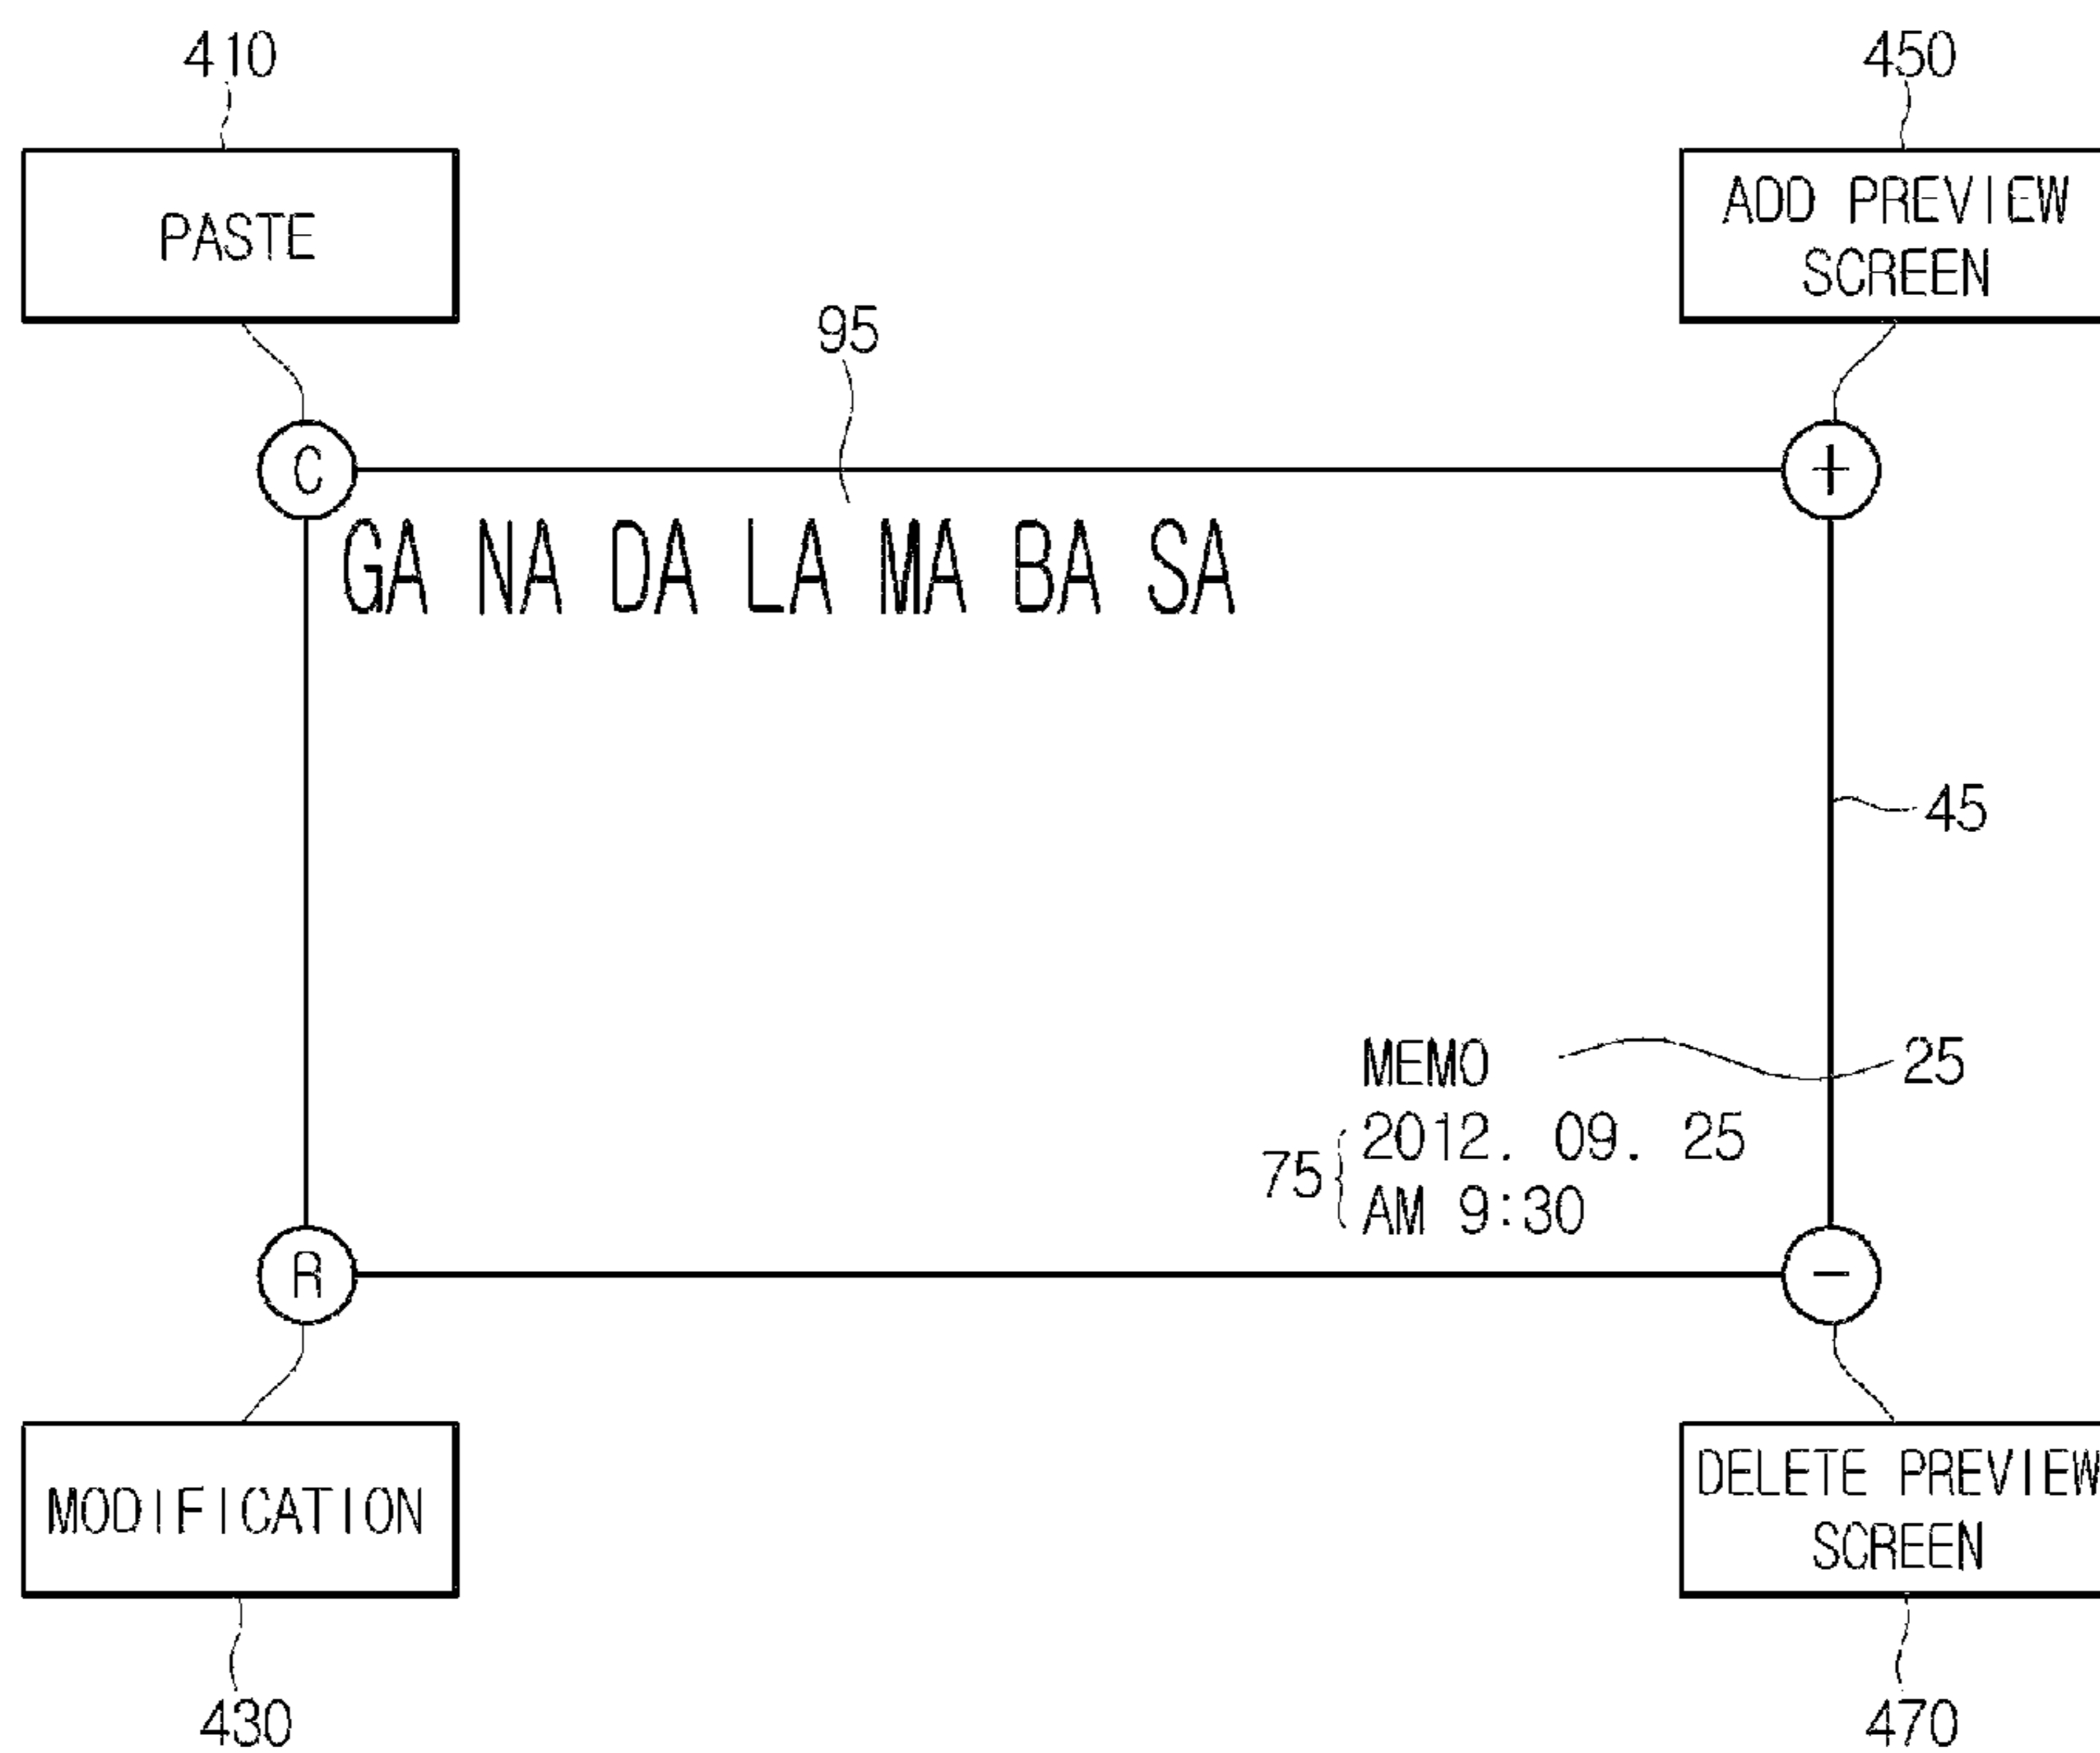 410
450
PASTE
ADD PREVIEW
SCREEN
95
C
+
GA NA DA LA MA BA SA
45
MEMO
25
2012. 09. 25
75
AM 9:30
R
-
MODIFICATION
DELETE PREVIEW
SCREEN
430
470